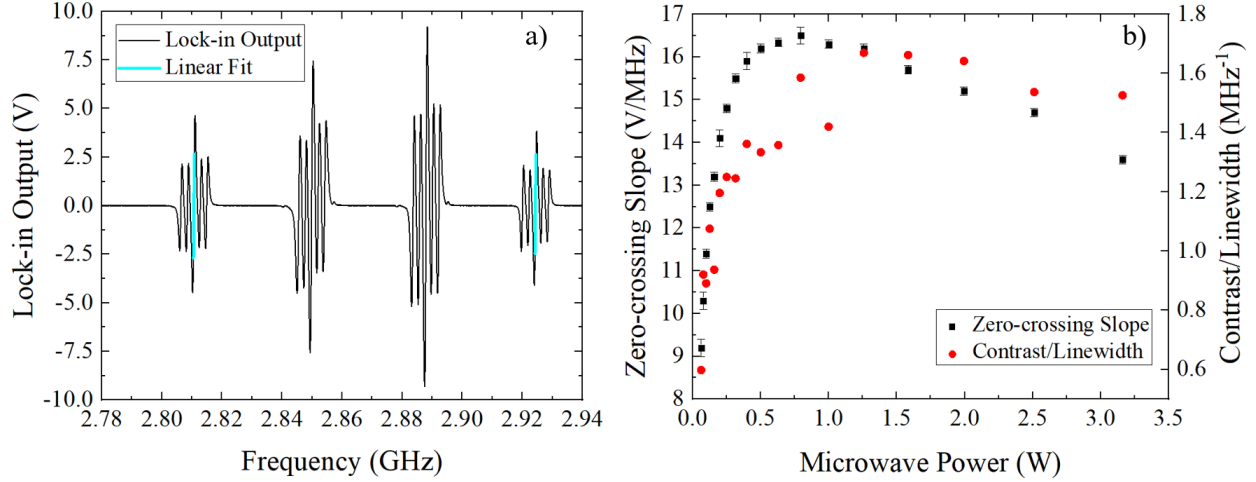 a)
Lock-in Output
Linear Fit
Lock-in Output (V)
10.0
7.5
5.0
2.5
0.0
-2.5
-5.0
-7.5
-10.0
2.78 2.80 2.82 2.84 2.86 2.88 2.90 2.92 2.94
Frequency (GHz)
b)
Zero-crossing Slope (V/MHz)
17
16
15
14
13
12
11
10
9
8
Zero-crossing Slope
Contrast/Linewidth
0.0 0.5 1.0 1.5 2.0 2.5 3.0 3.5
Microwave Power (W)
1.8
1.6
1.4
1.2
1.0
0.8
0.6
Contrast/Linewidth (MHz⁻¹)